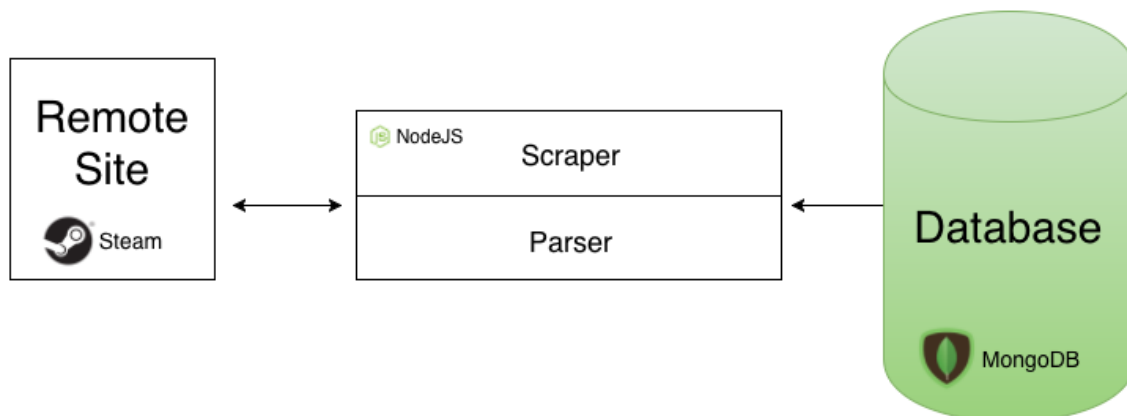 Remote
Site
Steam
NodeJS
Scraper
Parser
Database
MongoDB